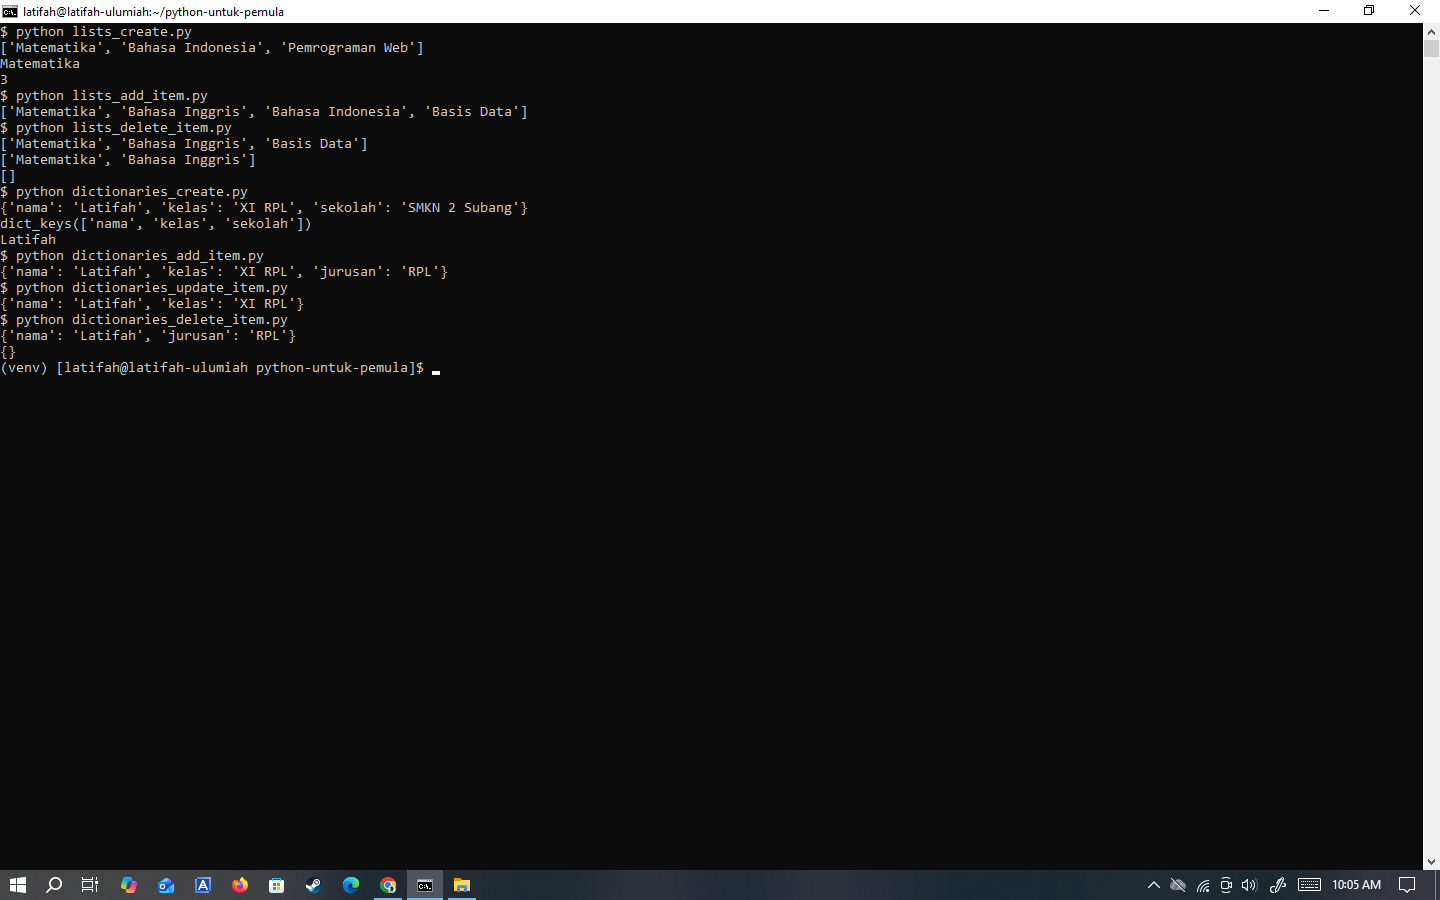 latifah@latifah-ulumiah:~/python-untuk-pemula
$ python lists_create.py
['Matematika', 'Bahasa Indonesia', 'Pemrograman Web']
Matematika
3
$ python lists_add_item.py
['Matematika', 'Bahasa Inggris', 'Bahasa Indonesia', 'Basis Data']
$ python lists_delete_item.py
['Matematika', 'Bahasa Inggris', 'Basis Data']
['Matematika', 'Bahasa Inggris']
[]
$ python dictionaries_create.py
{'nama': 'Latifah', 'kelas': 'XI RPL', 'sekolah': 'SMKN 2 Subang'}
dict_keys(['nama', 'kelas', 'sekolah'])
Latifah
$ python dictionaries_add_item.py
{'nama': 'Latifah', 'kelas': 'XI RPL', 'jurusan': 'RPL'}
$ python dictionaries_update_item.py
{'nama': 'Latifah', 'kelas': 'XI RPL'}
$ python dictionaries_delete_item.py
{'nama': 'Latifah', 'jurusan': 'RPL'}
{}
(venv) [latifah@latifah-ulumiah python-untuk-pemula]$
10:05 AM